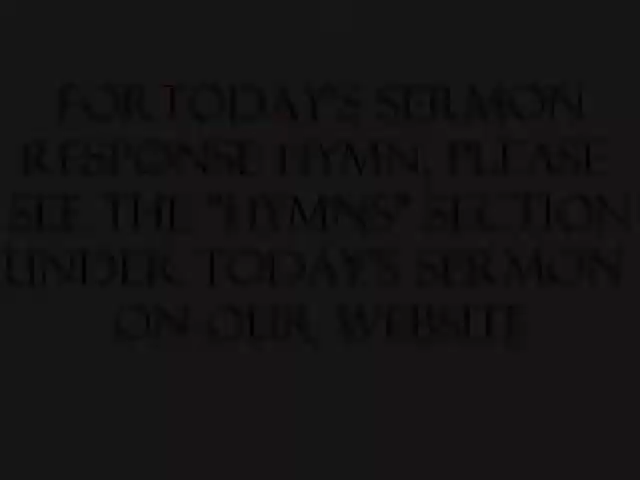 FOR TODAY'S SERMON
RESPONSE HYMN, PLEASE
SEE THE "HYMNS" SECTION
UNDER TODAY'S SERMON
ON OUR WEBSITE